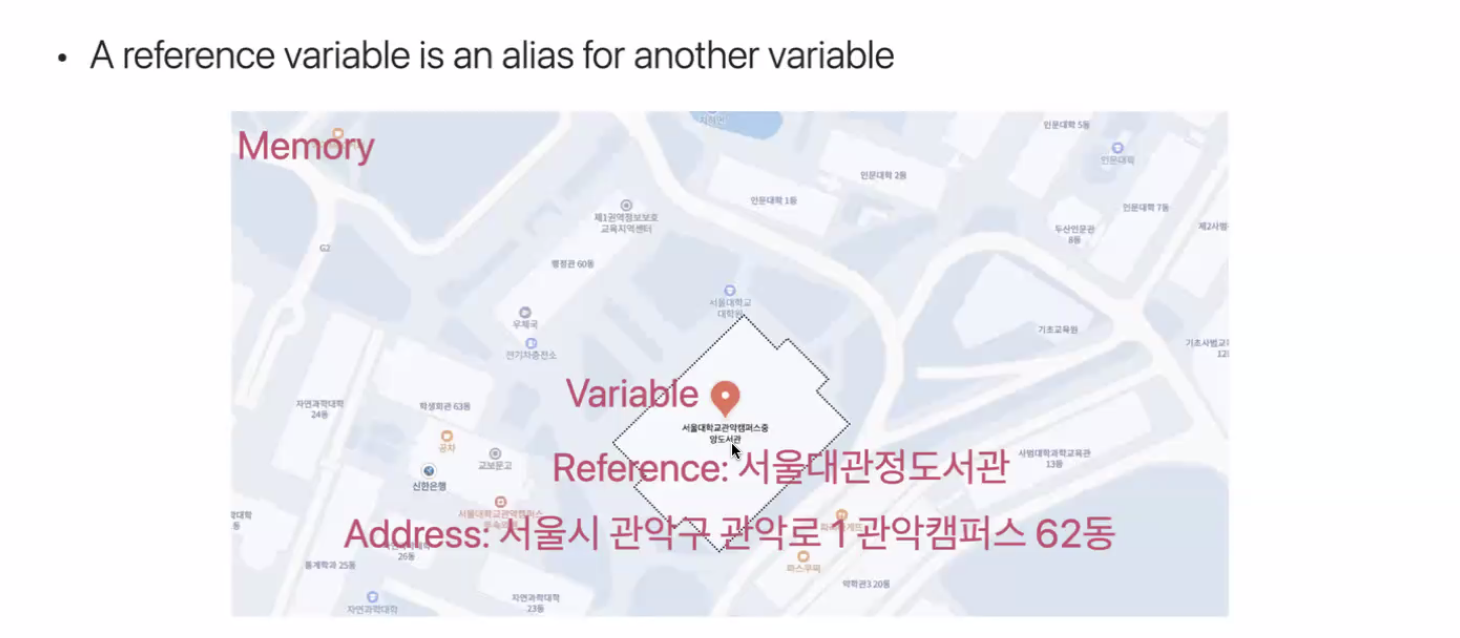 • A reference variable is an alias for another variable
Memory
인문대학 5동
인문대학
인문대학 2동
인문대학 1동
인문대학 7동
제1권역정보보호
교육지역센터
두산인문관
8동
제2사범
G2
행정관 60동
서울대학교
대학원
우체국
전기차충전소
기초교육원
기초사범교
Variable
서울대학교관악캠퍼스중
앙도서관
자연과학대학
24동
학생회관 63동
공차
교보문고
신한은행
사범대학과학교육관
13동
Reference: 서울대관정도서관
서울대학교관악캠퍼스
Address: 서울시 관악구 관악로 1 관악캠퍼스 62동
26동
통계학과 25동
파스쿠찌
약학관3 20동
자연과학대학
자연과학대학
23동